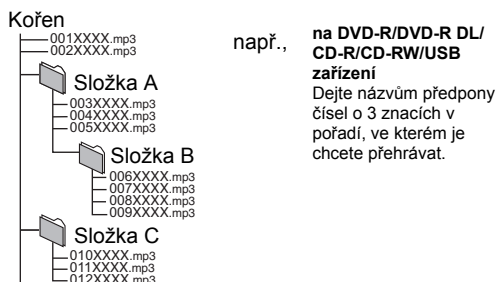 Kořen
001XXXX.mp3
002XXXX.mp3
Složka A
003XXXX.mp3
004XXXX.mp3
005XXXX.mp3
Složka B
006XXXX.mp3
007XXXX.mp3
008XXXX.mp3
009XXXX.mp3
Složka C
010XXXX.mp3
011XXXX.mp3
012XXXX.mp3
např.,
na DVD-R/DVD-R DL/
CD-R/CD-RW/USB
zařízení
Dejte názvům předpony
čísel o 3 znacích v
pořadí, ve kterém je
chcete přehrávat.